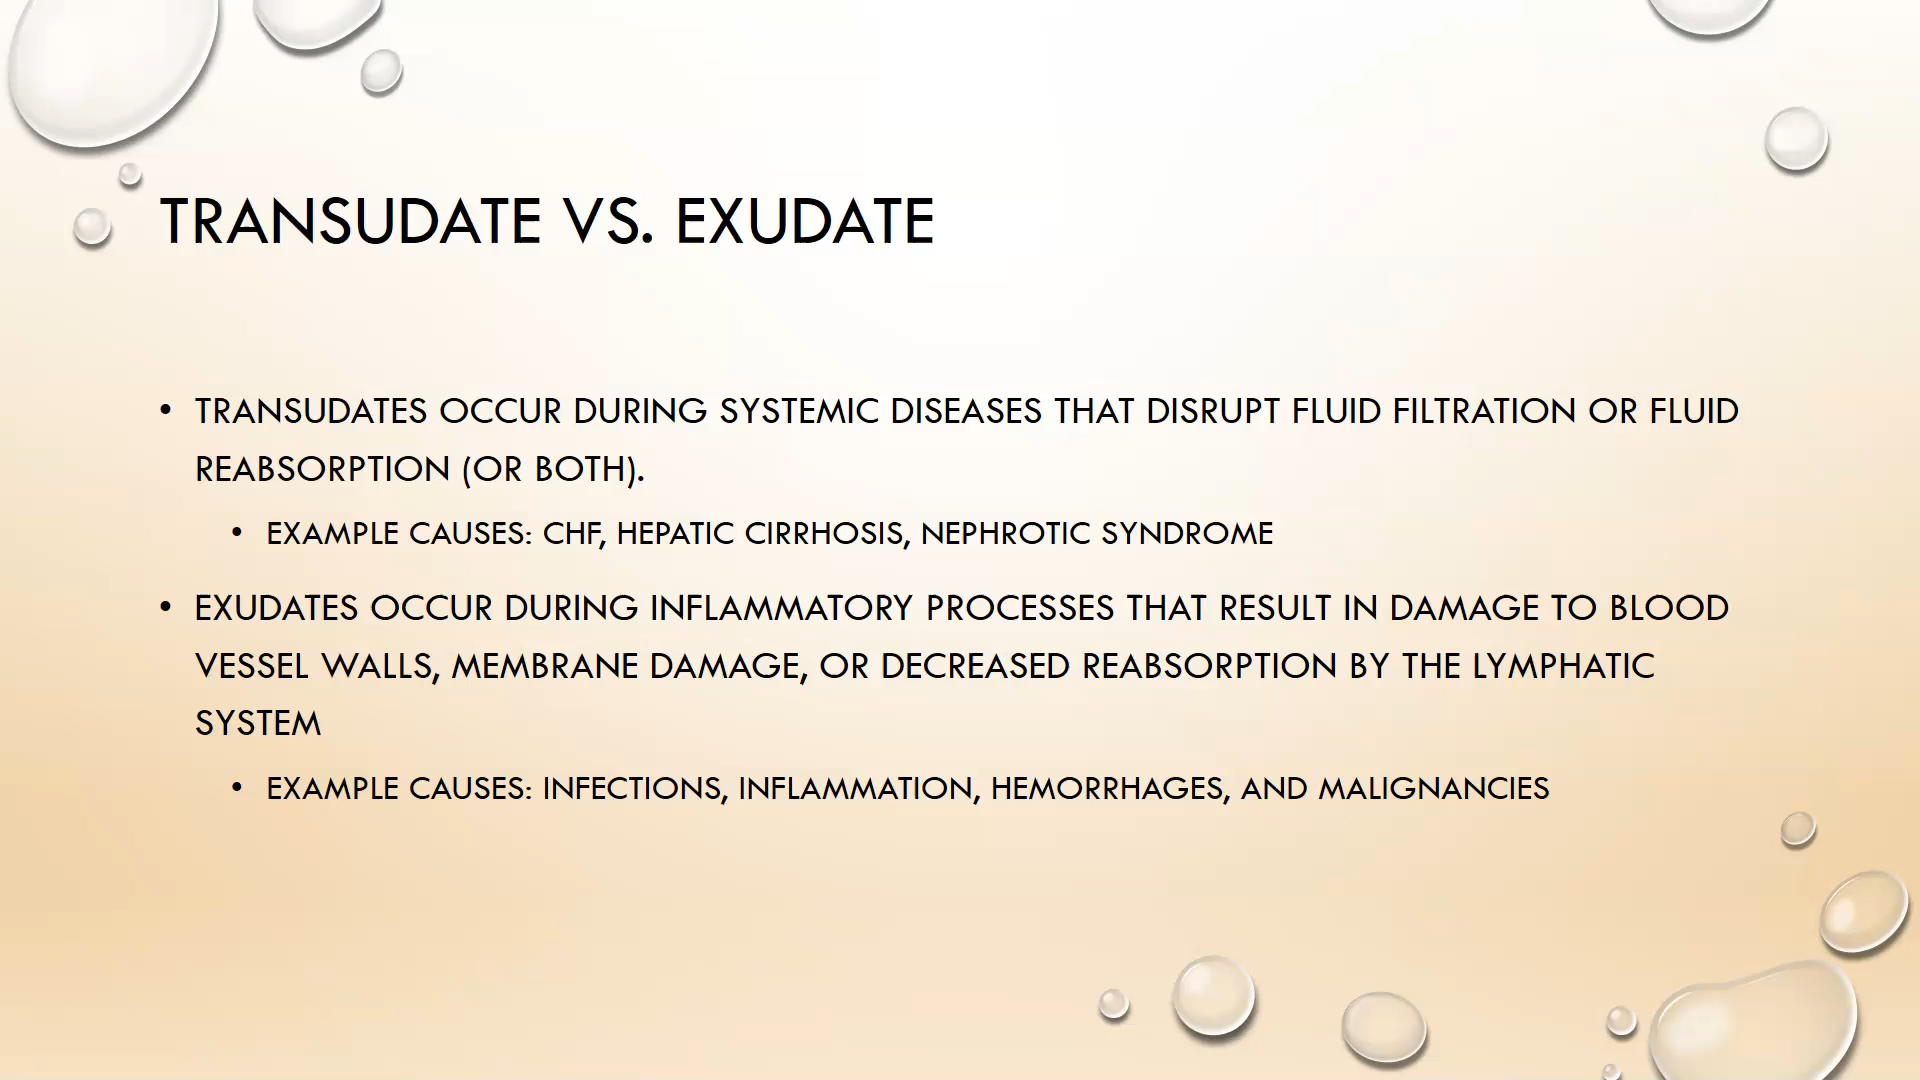 TRANSUDATE VS. EXUDATE
• TRANSUDATES OCCUR DURING SYSTEMIC DISEASES THAT DISRUPT FLUID FILTRATION OR FLUID
REABSORPTION (OR BOTH).
• EXAMPLE CAUSES: CHF, HEPATIC CIRRHOSIS, NEPHROTIC SYNDROME
• EXUDATES OCCUR DURING INFLAMMATORY PROCESSES THAT RESULT IN DAMAGE TO BLOOD
VESSEL WALLS, MEMBRANE DAMAGE, OR DECREASED REABSORPTION BY THE LYMPHATIC
SYSTEM
• EXAMPLE CAUSES: INFECTIONS, INFLAMMATION, HEMORRHAGES, AND MALIGNANCIES